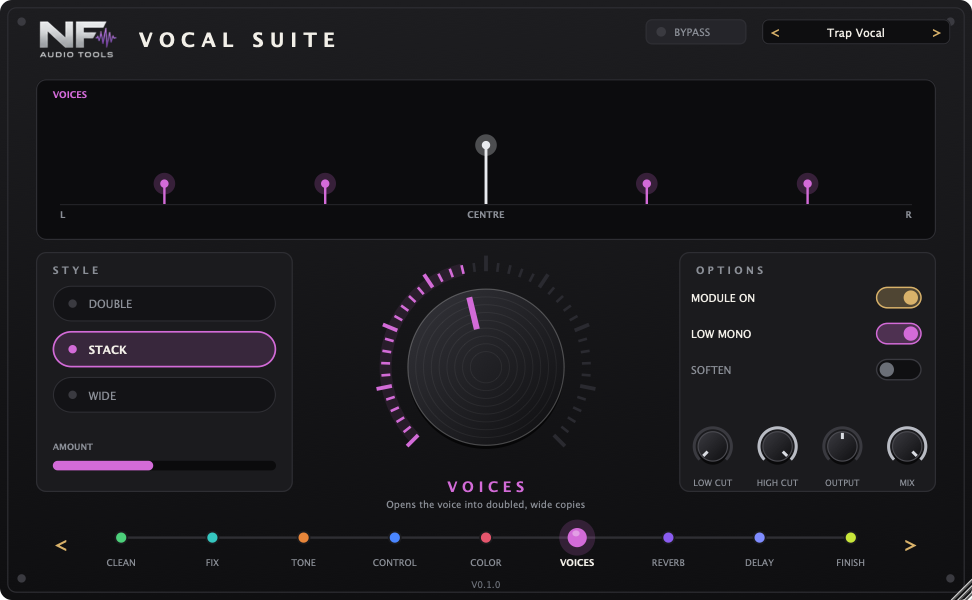 NF
AUDIO TOOLS
VOCAL SUITE
BYPASS
< Trap Vocal >
VOICES
L CENTRE R
STYLE
DOUBLE
STACK
WIDE
AMOUNT
OPTIONS
MODULE ON
LOW MONO
SOFTEN
LOW CUT HIGH CUT OUTPUT MIX
VOICES
Opens the voice into doubled, wide copies
< CLEAN FIX TONE CONTROL COLOR VOICES REVERB DELAY FINISH >
V0.1.0